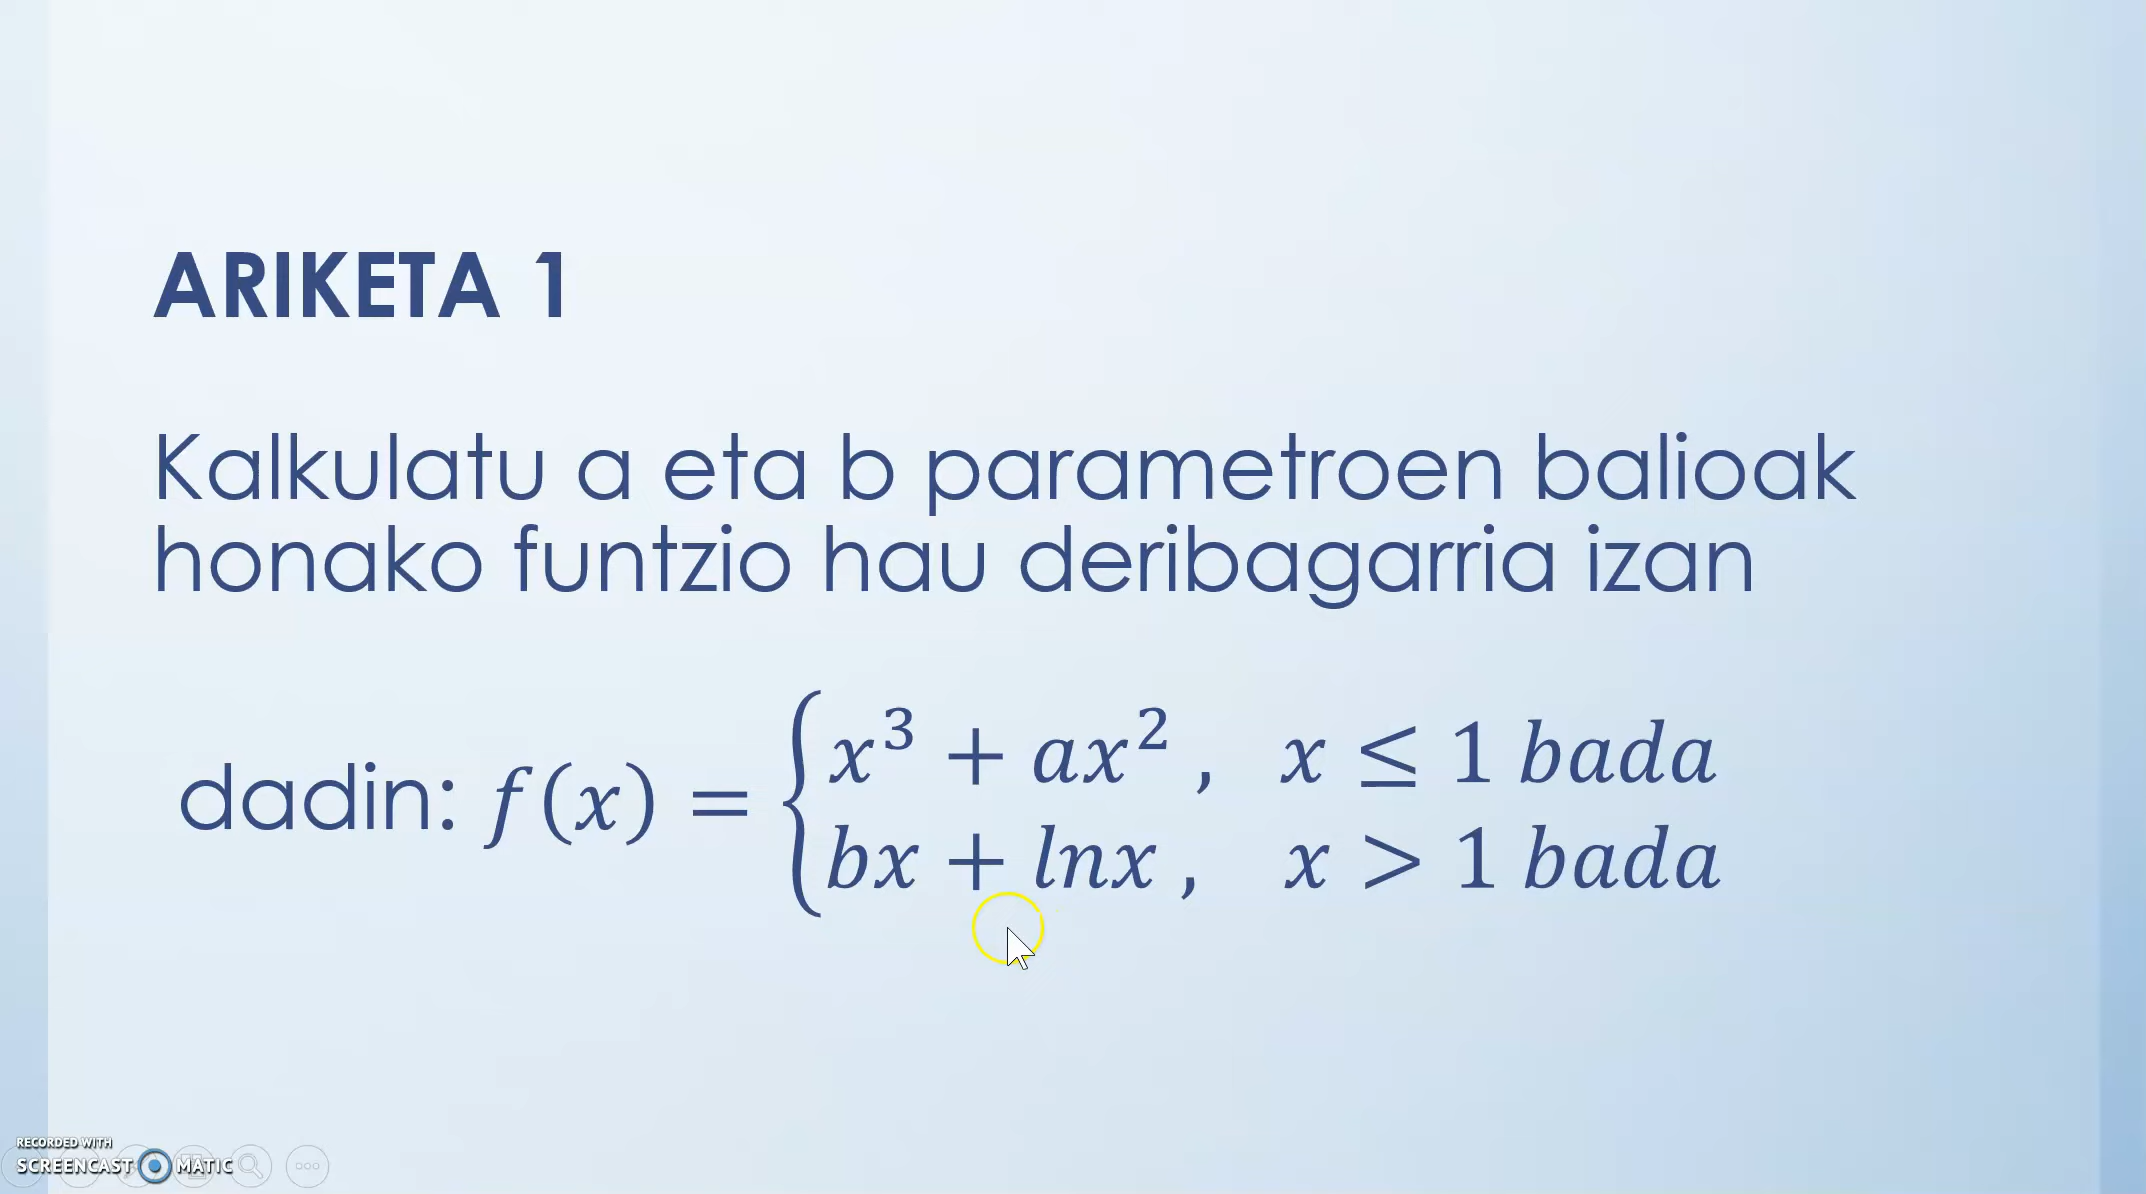 ARIKETA 1
Kalkulatu a eta b parametroen balioak
honako funtzio hau deribagarria izan
dadin: f(x) = { x³ + ax² , x ≤ 1 bada
bx + lnx , x > 1 bada
RECORDED WITH
SCREENCAST MATIC